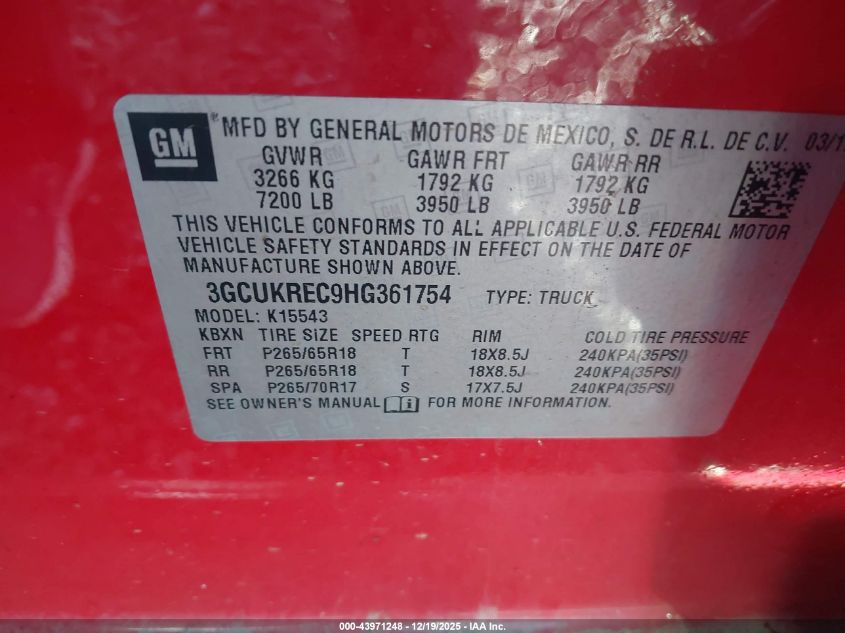 GM ® MFD BY GENERAL MOTORS DE MEXICO, S. DE R.L. DE C.V. 03/1
GVWR GAWR FRT GAWR RR
3266 KG 1792 KG 1792 KG
7200 LB 3950 LB 3950 LB
THIS VEHICLE CONFORMS TO ALL APPLICABLE U.S. FEDERAL MOTOR
VEHICLE SAFETY STANDARDS IN EFFECT ON THE DATE OF
MANUFACTURE SHOWN ABOVE.
3GCUKREC9HG361754 TYPE: TRUCK
MODEL: K15543
KBXN TIRE SIZE SPEED RTG RIM COLD TIRE PRESSURE
FRT P265/65R18 T 18X8.5J 240KPA(35PSI)
RR P265/65R18 T 18X8.5J 240KPA(35PSI)
SPA P265/70R17 S 17X7.5J 240KPA(35PSI)
SEE OWNER'S MANUAL FOR MORE INFORMATION.
000-43971248 - 12/19/2025 - IAA Inc.